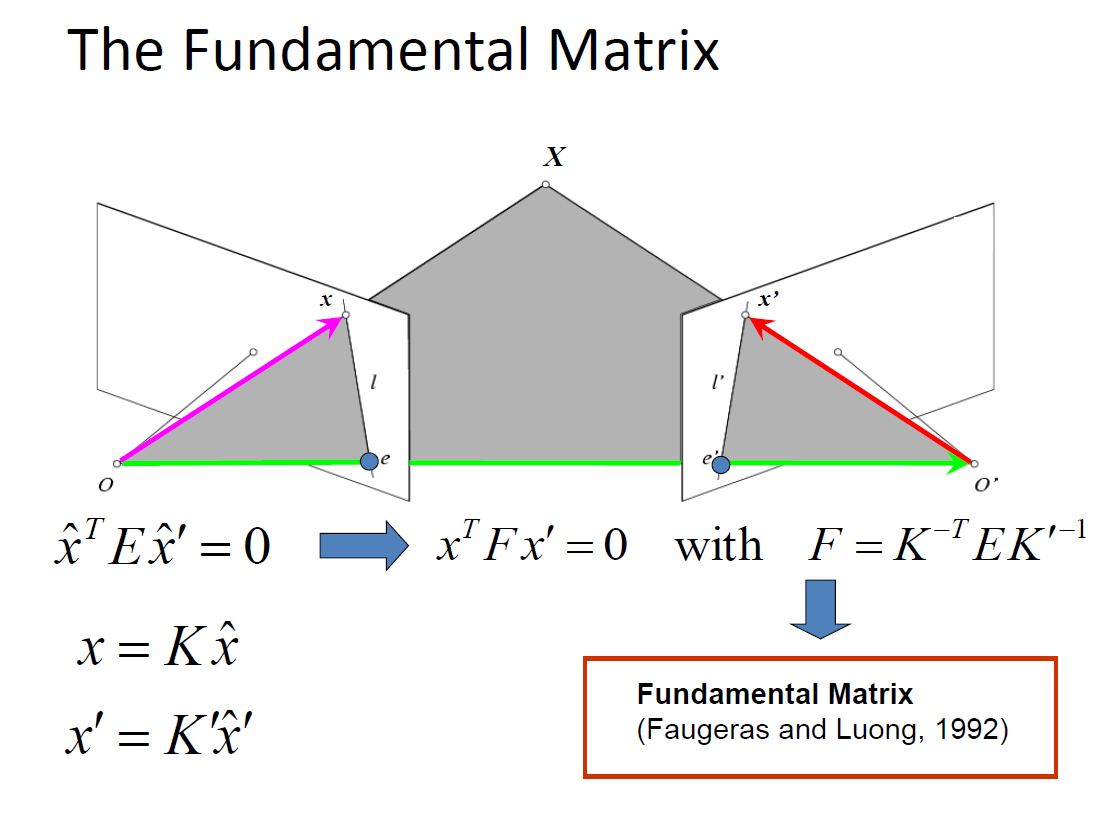 The Fundamental Matrix
X
x x’
l l’
e e’
O O’
x̂ᵀEx̂′ = 0 xᵀFx′ = 0 with F = K⁻ᵀEK′⁻¹
x = Kx̂
x′ = K′x̂′
Fundamental Matrix
(Faugeras and Luong, 1992)